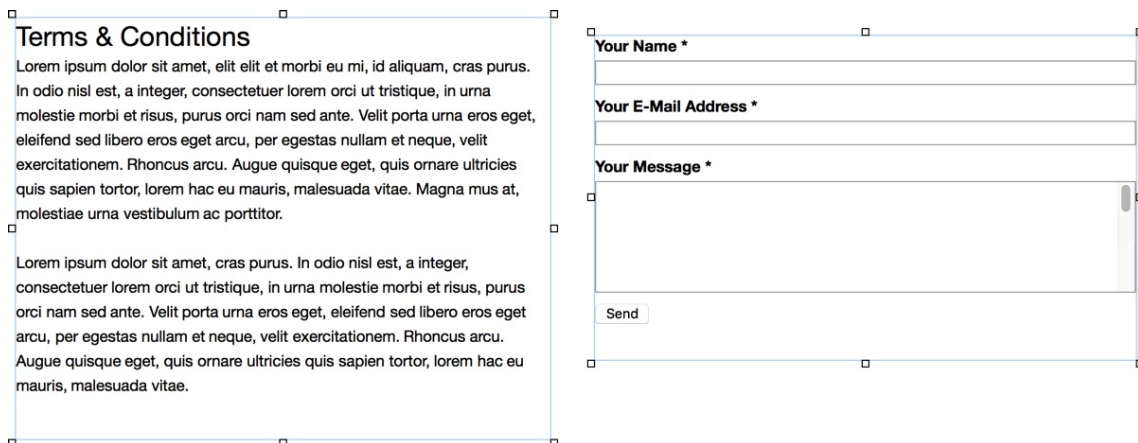 Terms & Conditions
Lorem ipsum dolor sit amet, elit elit et morbi eu mi, id aliquam, cras purus.
In odio nisl est, a integer, consectetuer lorem orci ut tristique, in urna
molestie morbi et risus, purus orci nam sed ante. Velit porta urna eros eget,
eleifend sed libero eros eget arcu, per egestas nullam et neque, velit
exercitationem. Rhoncus arcu. Augue quisque eget, quis ornare ultricies
quis sapien tortor, lorem hac eu mauris, malesuada vitae. Magna mus at,
molestiae urna vestibulum ac porttitor.
Lorem ipsum dolor sit amet, cras purus. In odio nisl est, a integer,
consectetuer lorem orci ut tristique, in urna molestie morbi et risus, purus
orci nam sed ante. Velit porta urna eros eget, eleifend sed libero eros eget
arcu, per egestas nullam et neque, velit exercitationem. Rhoncus arcu.
Augue quisque eget, quis ornare ultricies quis sapien tortor, lorem hac eu
mauris, malesuada vitae.
Your Name *
Your E-Mail Address *
Your Message *
Send